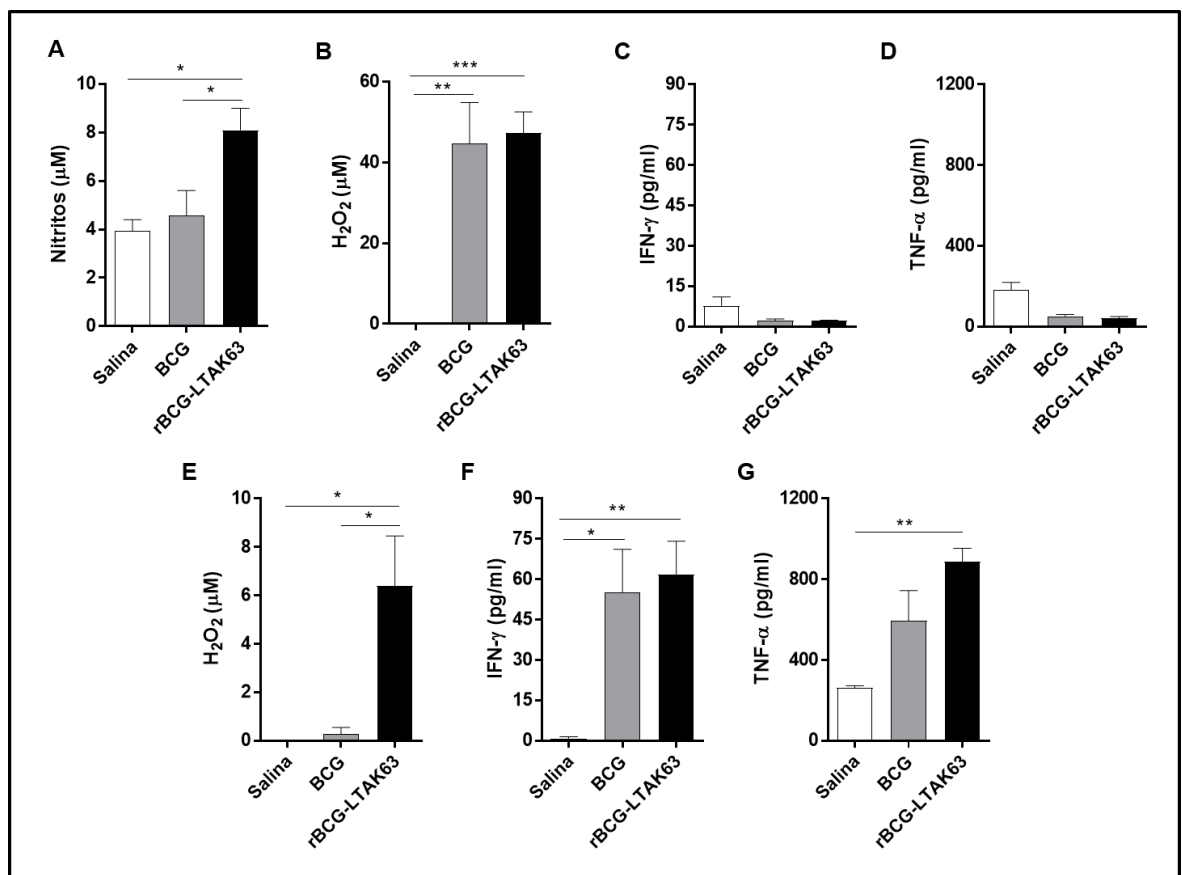 A
Nitritos (µM)
10
8
6
4
2
0
*
*
Salina
BCG
rBCG-LTAK63
B
H₂O₂ (µM)
60
40
20
0
***
**
Salina
BCG
rBCG-LTAK63
C
IFN-γ (pg/ml)
90
75
60
45
30
15
0
Salina
BCG
rBCG-LTAK63
D
TNF-α (pg/ml)
1200
800
400
0
Salina
BCG
rBCG-LTAK63
E
H₂O₂ (µM)
10
8
6
4
2
0
*
*
Salina
BCG
rBCG-LTAK63
F
IFN-γ (pg/ml)
90
75
60
45
30
15
0
**
*
Salina
BCG
rBCG-LTAK63
G
TNF-α (pg/ml)
1200
800
400
0
**
Salina
BCG
rBCG-LTAK63